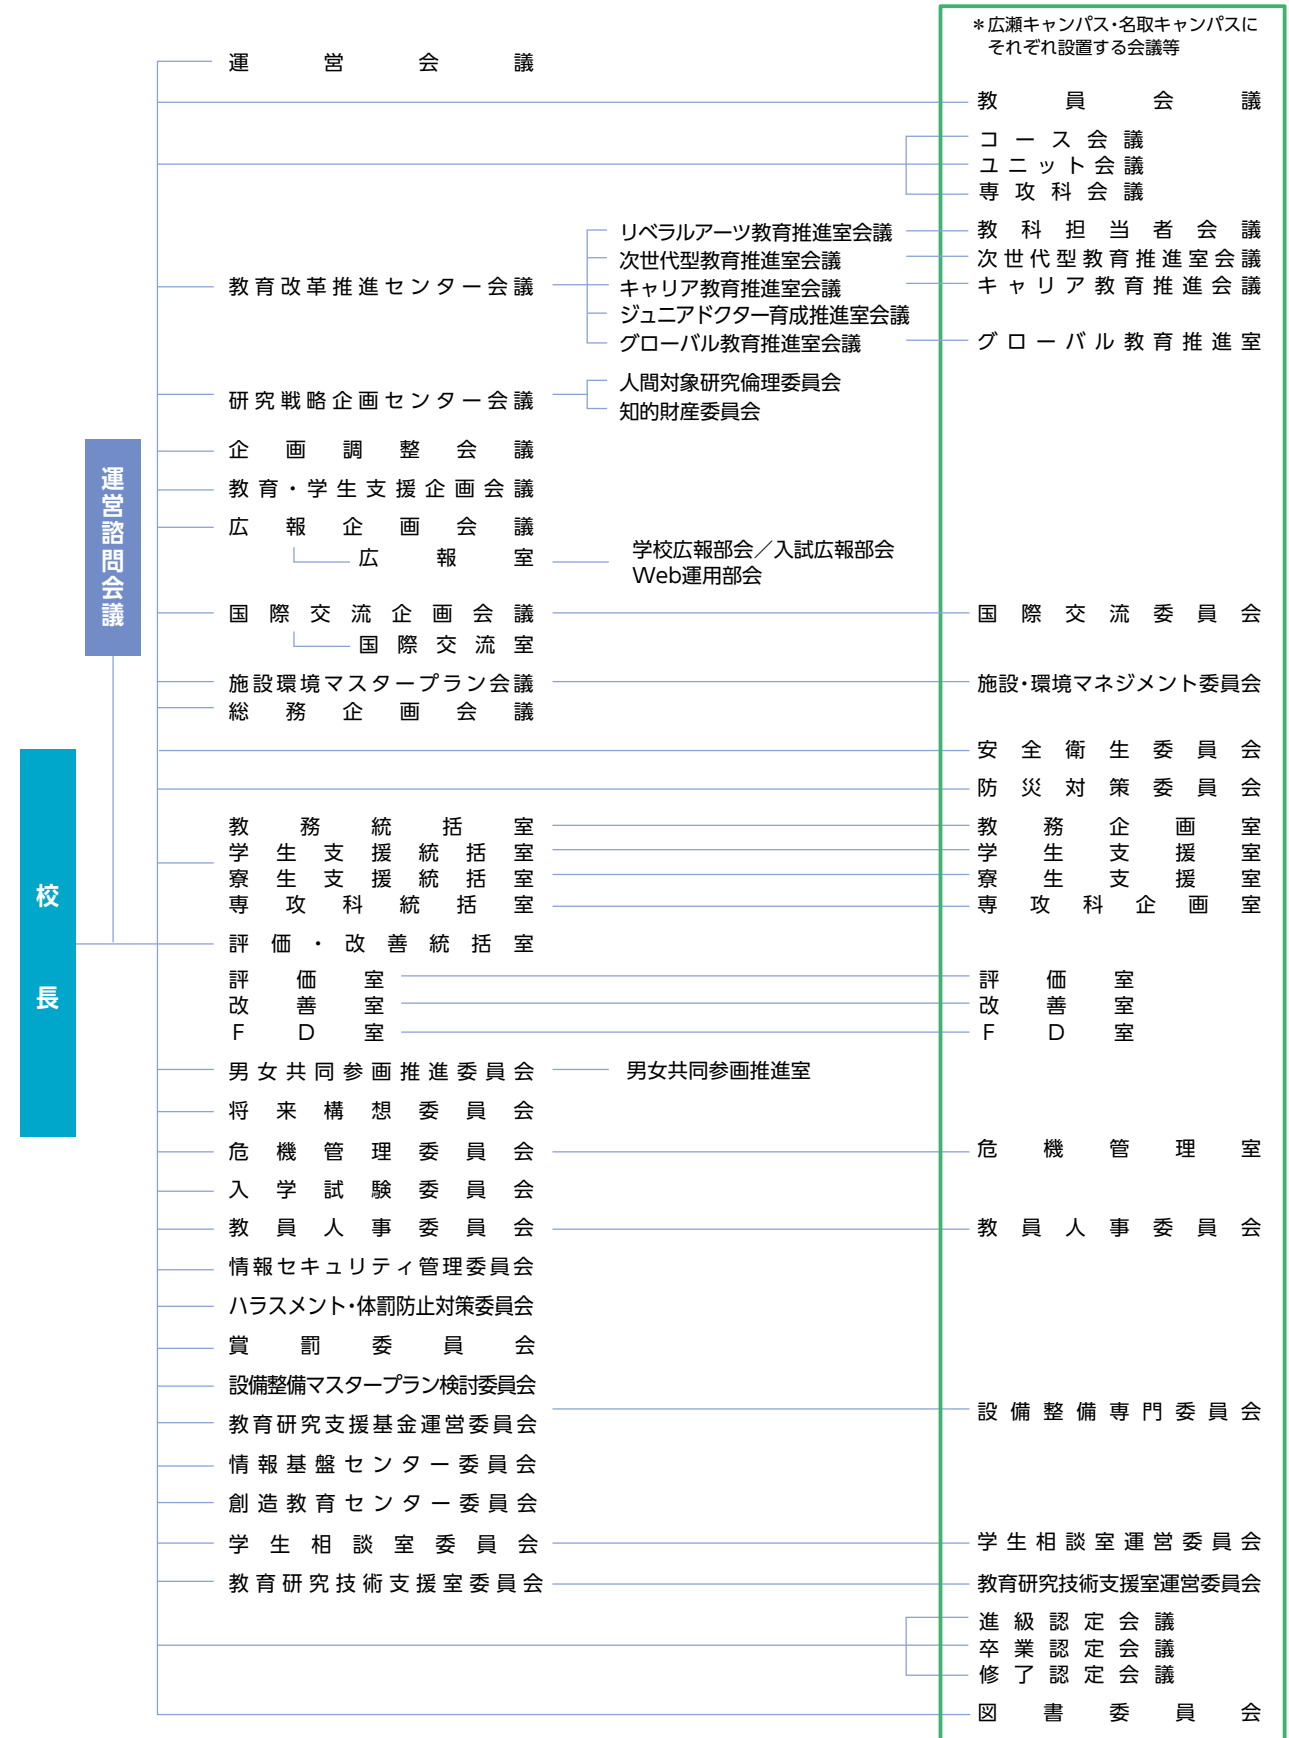 ＊広瀬キャンパス・名取キャンパスに
それぞれ設置する会議等
運営会議
教員会議
コース会議
ユニット会議
専攻科会議
教育改革推進センター会議
リベラルアーツ教育推進室会議
教科担当者会議
次世代型教育推進室会議
次世代型教育推進室会議
キャリア教育推進室会議
キャリア教育推進会議
ジュニアドクター育成推進室会議
グローバル教育推進室会議
グローバル教育推進室
研究戦略企画センター会議
人間対象研究倫理委員会
知的財産委員会
企画調整会議
教育・学生支援企画会議
広報企画会議
広報室
学校広報部会／入試広報部会
Web運用部会
運営諮問会議
国際交流企画会議
国際交流委員会
国際交流室
施設環境マスタープラン会議
施設・環境マネジメント委員会
総務企画会議
安全衛生委員会
防災対策委員会
校長
教務統括室
教務企画室
学生支援統括室
学生支援室
寮生支援統括室
寮生支援室
専攻科統括室
専攻科企画室
評価・改善統括室
評価室
評価室
改善室
改善室
FD室
FD室
男女共同参画推進委員会
男女共同参画推進室
将来構想委員会
危機管理委員会
危機管理室
入学試験委員会
教員人事委員会
教員人事委員会
情報セキュリティ管理委員会
ハラスメント・体罰防止対策委員会
賞罰委員会
設備整備マスタープラン検討委員会
設備整備専門委員会
教育研究支援基金運営委員会
情報基盤センター委員会
創造教育センター委員会
学生相談室委員会
学生相談室運営委員会
教育研究技術支援室委員会
教育研究技術支援室運営委員会
進級認定会議
卒業認定会議
修了認定会議
図書委員会